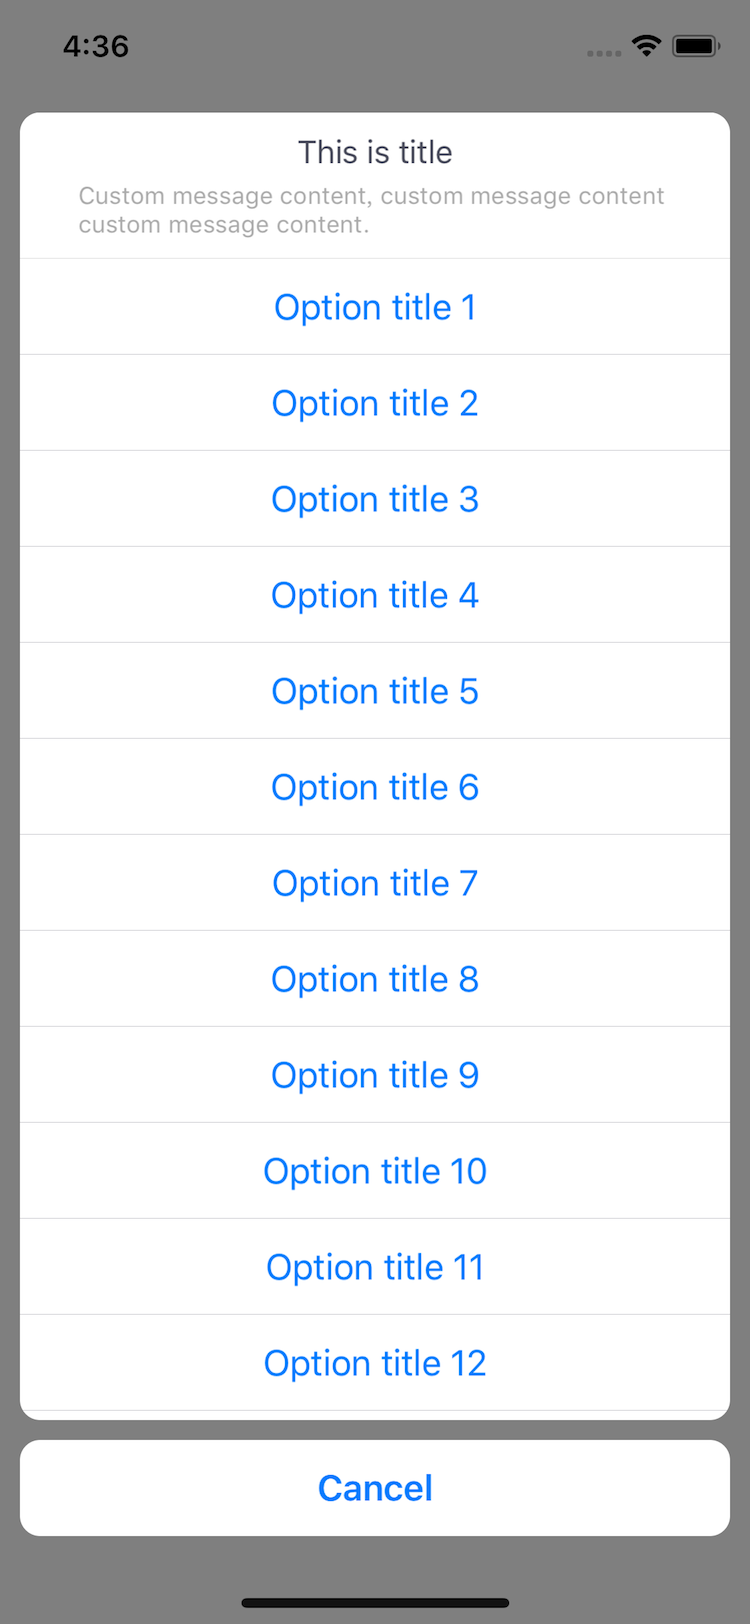 4:36
This is title
Custom message content, custom message content
custom message content.
Option title 1
Option title 2
Option title 3
Option title 4
Option title 5
Option title 6
Option title 7
Option title 8
Option title 9
Option title 10
Option title 11
Option title 12
Cancel